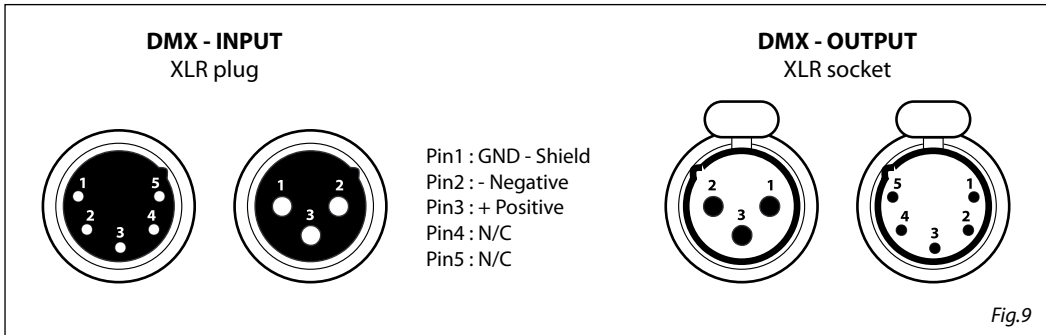 DMX - INPUT
XLR plug
1 5
2 4
3
1 2
3
Pin1 : GND - Shield
Pin2 : - Negative
Pin3 : + Positive
Pin4 : N/C
Pin5 : N/C
DMX - OUTPUT
XLR socket
2 1
3
5 1
4 2
3
Fig.9